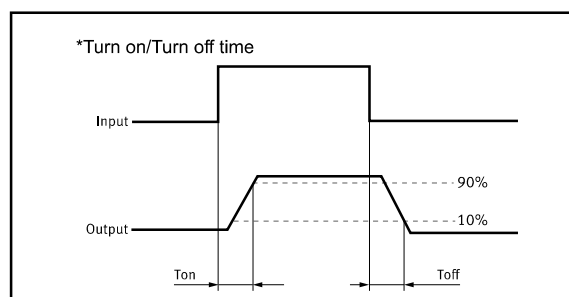 *Turn on/Turn off time
Input
90%
10%
Output
Ton
Toff